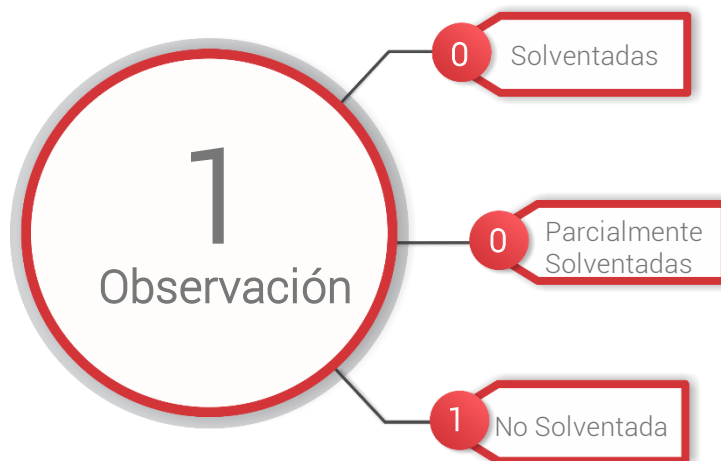 1
Observación
0
Solventadas
0
Parcialmente
Solventadas
1
No Solventada